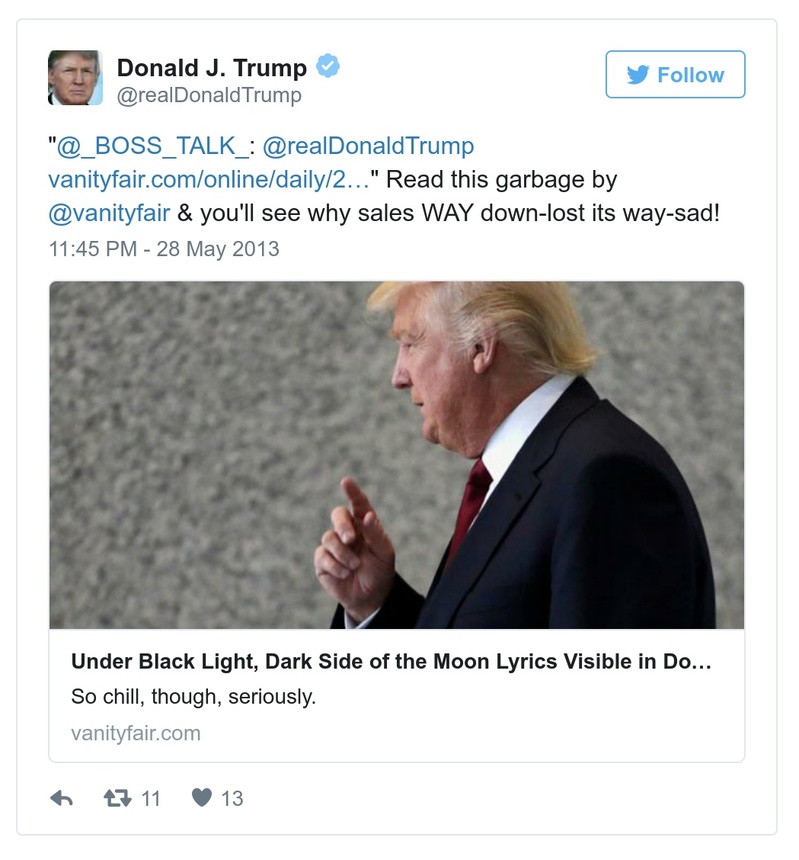 Donald J. Trump
@realDonaldTrump
Follow
"@_BOSS_TALK_: @realDonaldTrump
vanityfair.com/online/daily/2…" Read this garbage by
@vanityfair & you'll see why sales WAY down-lost its way-sad!
11:45 PM - 28 May 2013
Under Black Light, Dark Side of the Moon Lyrics Visible in Do…
So chill, though, seriously.
vanityfair.com
11 13